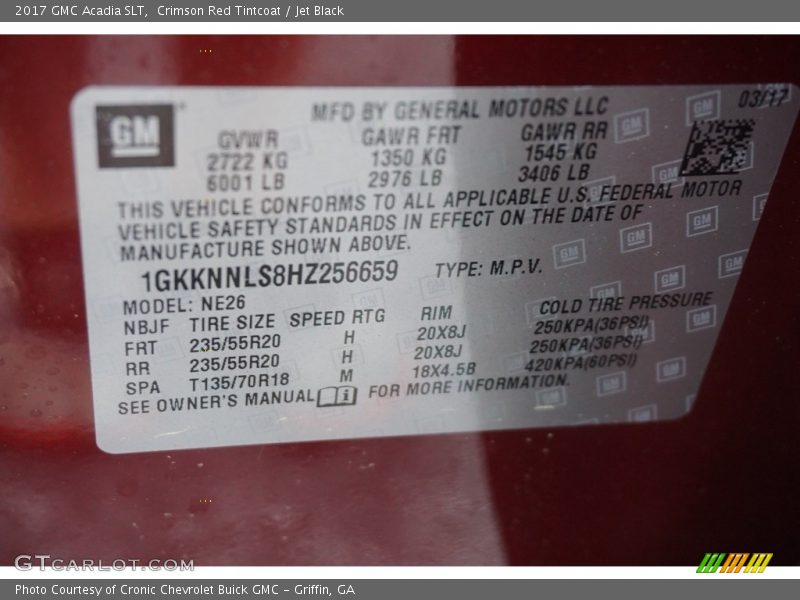 2017 GMC Acadia SLT,  Crimson Red Tintcoat / Jet Black
GM
MFD BY GENERAL MOTORS LLC
03/17
GVWR GAWR FRT GAWR RR
2722 KG 1350 KG 1545 KG
6001 LB 2976 LB 3406 LB
THIS VEHICLE CONFORMS TO ALL APPLICABLE U.S. FEDERAL MOTOR
VEHICLE SAFETY STANDARDS IN EFFECT ON THE DATE OF
MANUFACTURE SHOWN ABOVE.
1GKKNNLS8HZ256659 TYPE: M.P.V.
MODEL: NE26
NBJF TIRE SIZE SPEED RTG RIM COLD TIRE PRESSURE
FRT 235/55R20 H 20X8J 250KPA(36PSI)
RR 235/55R20 H 20X8J 250KPA(36PSI)
SPA T135/70R18 M 18X4.5B 420KPA(60PSI)
SEE OWNER'S MANUAL i FOR MORE INFORMATION.
GTCARLOT.COM
Photo Courtesy of Cronic Chevrolet Buick GMC – Griffin, GA